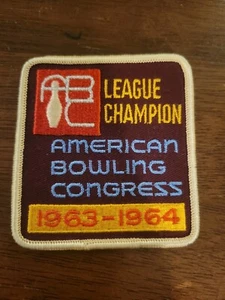 ABC
LEAGUE
CHAMPION
AMERICAN
BOWLING
CONGRESS
1963-1964